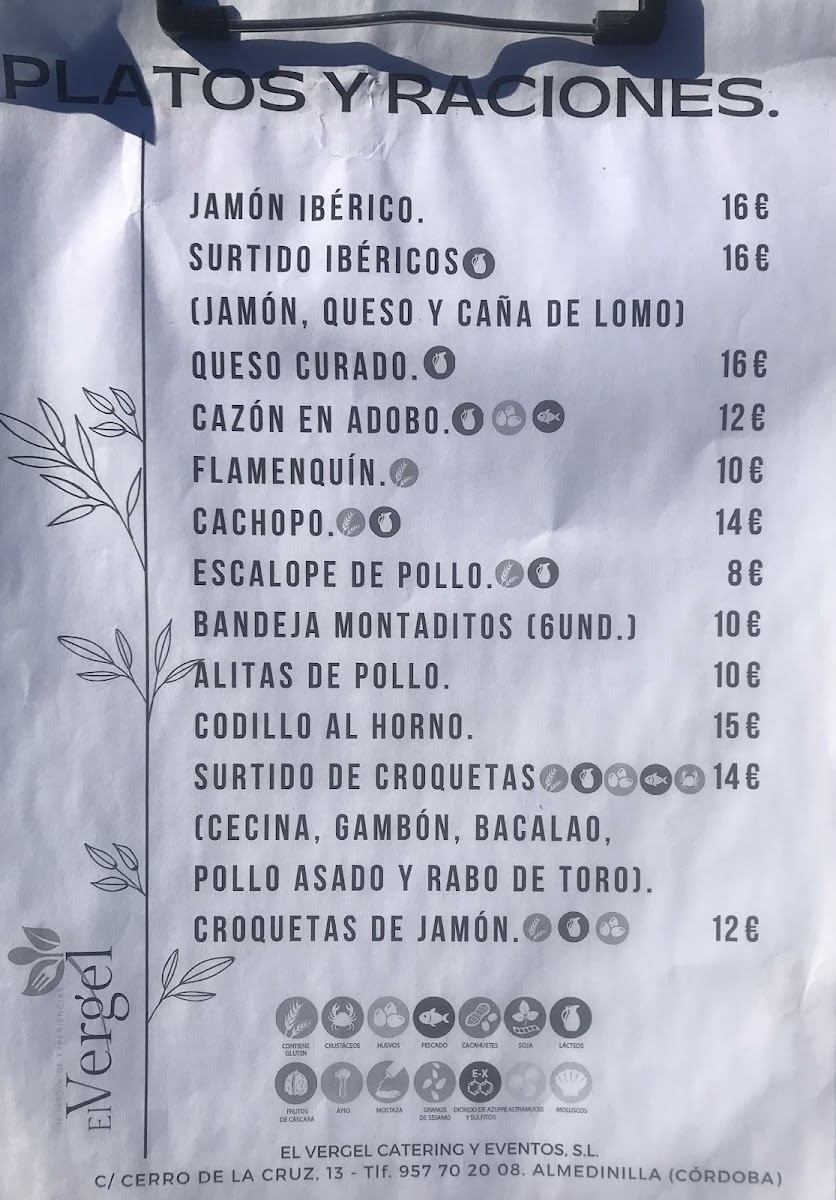 PLATOS Y RACIONES.
JAMÓN IBÉRICO. 16 €
SURTIDO IBÉRICOS 16 €
(JAMÓN, QUESO Y CAÑA DE LOMO)
QUESO CURADO. 16 €
CAZÓN EN ADOBO. 12 €
FLAMENQUÍN. 10 €
CACHOPO. 14 €
ESCALOPE DE POLLO. 8 €
BANDEJA MONTADITOS (6UND.) 10 €
ALITAS DE POLLO. 10 €
CODILLO AL HORNO. 15 €
SURTIDO DE CROQUETAS 14 €
(CECINA, GAMBÓN, BACALAO,
POLLO ASADO Y RABO DE TORO).
CROQUETAS DE JAMÓN. 12 €
El Vergel
CONTIENE GLUTEN CRUSTÁCEOS HUEVOS PESCADO CACAHUETES SOJA LÁCTEOS
E-X
FRUTOS DE CÁSCARA APIO MOSTAZA GRANOS DE SÉSAMO DIÓXIDO DE AZUFRE Y SULFITOS ALTRAMUCES MOLUSCOS
EL VERGEL CATERING Y EVENTOS, S.L.
C/ CERRO DE LA CRUZ, 13 - Tlf. 957 70 20 08. ALMEDINILLA (CÓRDOBA)